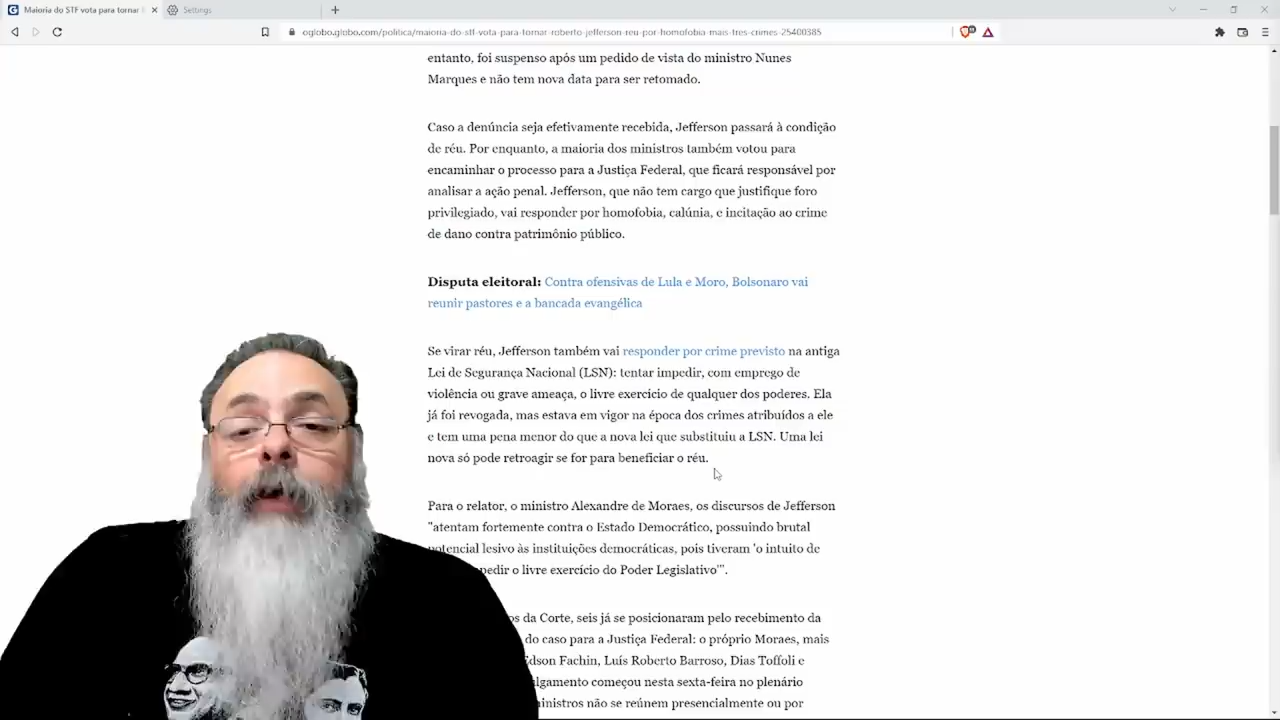 Maioria do STF vota para tornar
Settings
oglobo.globo.com/politica/maioria-do-stf-vota-para-tornar-roberto-jefferson-reu-por-homofobia-mais-tres-crimes-25400385
entanto, foi suspenso após um pedido de vista do ministro Nunes
Marques e não tem nova data para ser retomado.
Caso a denúncia seja efetivamente recebida, Jefferson passará à condição
de réu. Por enquanto, a maioria dos ministros também votou para
encaminhar o processo para a Justiça Federal, que ficará responsável por
analisar a ação penal. Jefferson, que não tem cargo que justifique foro
privilegiado, vai responder por homofobia, calúnia, e incitação ao crime
de dano contra patrimônio público.
Disputa eleitoral: Contra ofensivas de Lula e Moro, Bolsonaro vai
reunir pastores e a bancada evangélica
Se virar réu, Jefferson também vai responder por crime previsto na antiga
Lei de Segurança Nacional (LSN): tentar impedir, com emprego de
violência ou grave ameaça, o livre exercício de qualquer dos poderes. Ela
já foi revogada, mas estava em vigor na época dos crimes atribuídos a ele
e tem uma pena menor do que a nova lei que substituiu a LSN. Uma lei
nova só pode retroagir se for para beneficiar o réu.
Para o relator, o ministro Alexandre de Moraes, os discursos de Jefferson
"atentam fortemente contra o Estado Democrático, possuindo brutal
potencial lesivo às instituições democráticas, pois tiveram 'o intuito de
pedir o livre exercício do Poder Legislativo'".
os da Corte, seis já se posicionaram pelo recebimento da
do caso para a Justiça Federal: o próprio Moraes, mais
Edson Fachin, Luís Roberto Barroso, Dias Toffoli e
ulgamento começou nesta sexta-feira no plenário
ministros não se reúnem presencialmente ou por